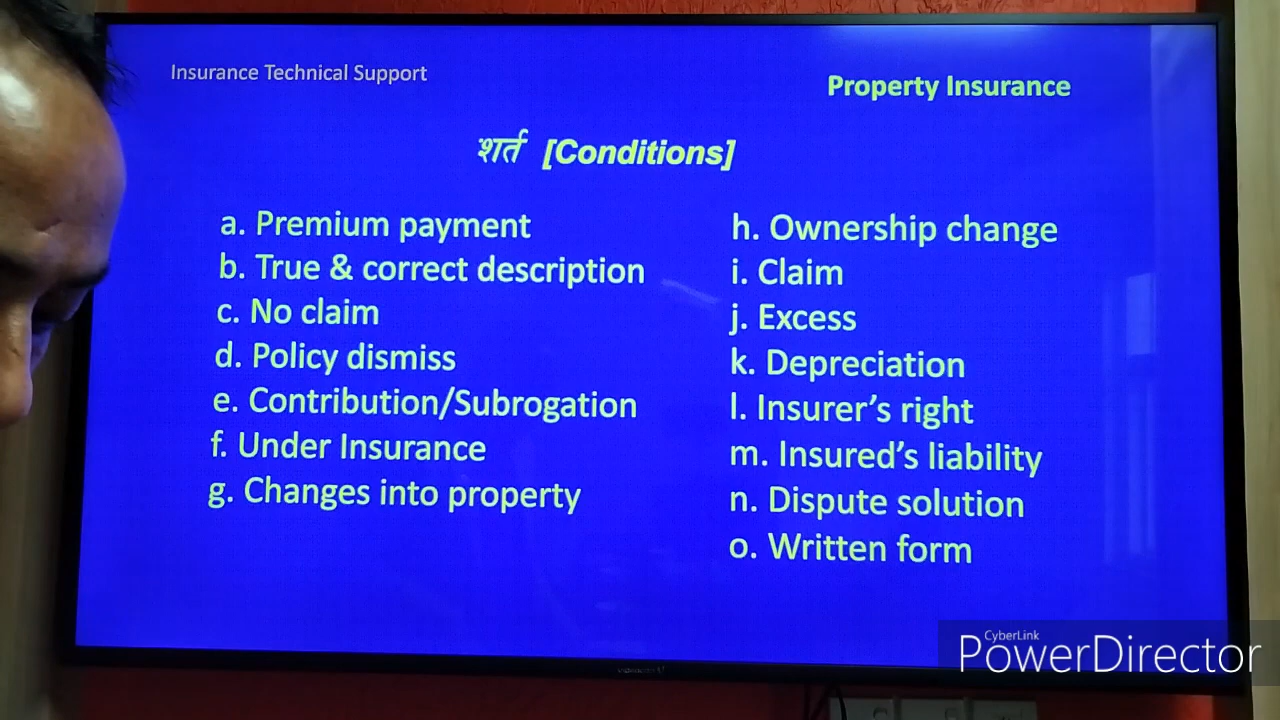 Insurance Technical Support
Property Insurance
शर्त [Conditions]
a. Premium payment
b. True & correct description
c. No claim
d. Policy dismiss
e. Contribution/Subrogation
f. Under Insurance
g. Changes into property
h. Ownership change
i. Claim
j. Excess
k. Depreciation
l. Insurer's right
m. Insured's liability
n. Dispute solution
o. Written form
CyberLink
PowerDirector